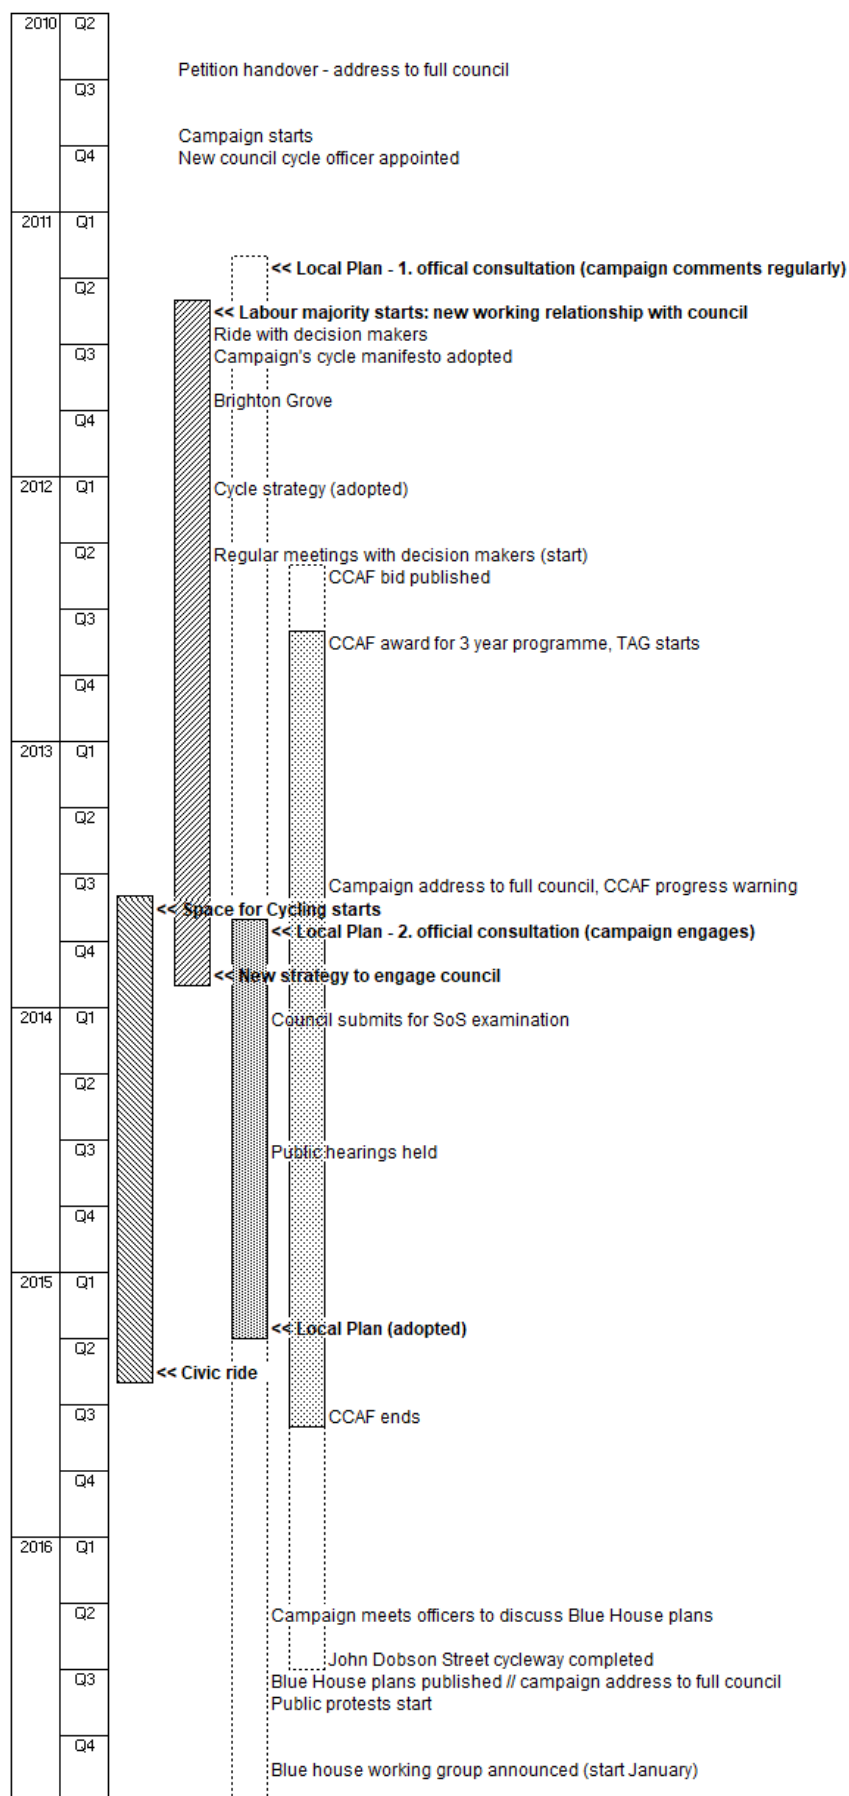 2010 Q2
Petition handover - address to full council
Q3
Campaign starts
Q4 New council cycle officer appointed
2011 Q1
<< Local Plan - 1. offical consultation (campaign comments regularly)
Q2
<< Labour majority starts: new working relationship with council
Ride with decision makers
Q3 Campaign's cycle manifesto adopted
Brighton Grove
Q4
2012 Q1 Cycle strategy (adopted)
Q2 Regular meetings with decision makers (start)
CCAF bid published
Q3
CCAF award for 3 year programme, TAG starts
Q4
2013 Q1
Q2
Q3 Campaign address to full council, CCAF progress warning
<< Space for Cycling starts
<< Local Plan - 2. official consultation (campaign engages)
Q4
<< New strategy to engage council
2014 Q1 Council submits for SoS examination
Q2
Q3 Public hearings held
Q4
2015 Q1
<< Local Plan (adopted)
Q2
<< Civic ride
Q3 CCAF ends
Q4
2016 Q1
Q2 Campaign meets officers to discuss Blue House plans
John Dobson Street cycleway completed
Q3 Blue House plans published // campaign address to full council
Public protests start
Q4
Blue house working group announced (start January)